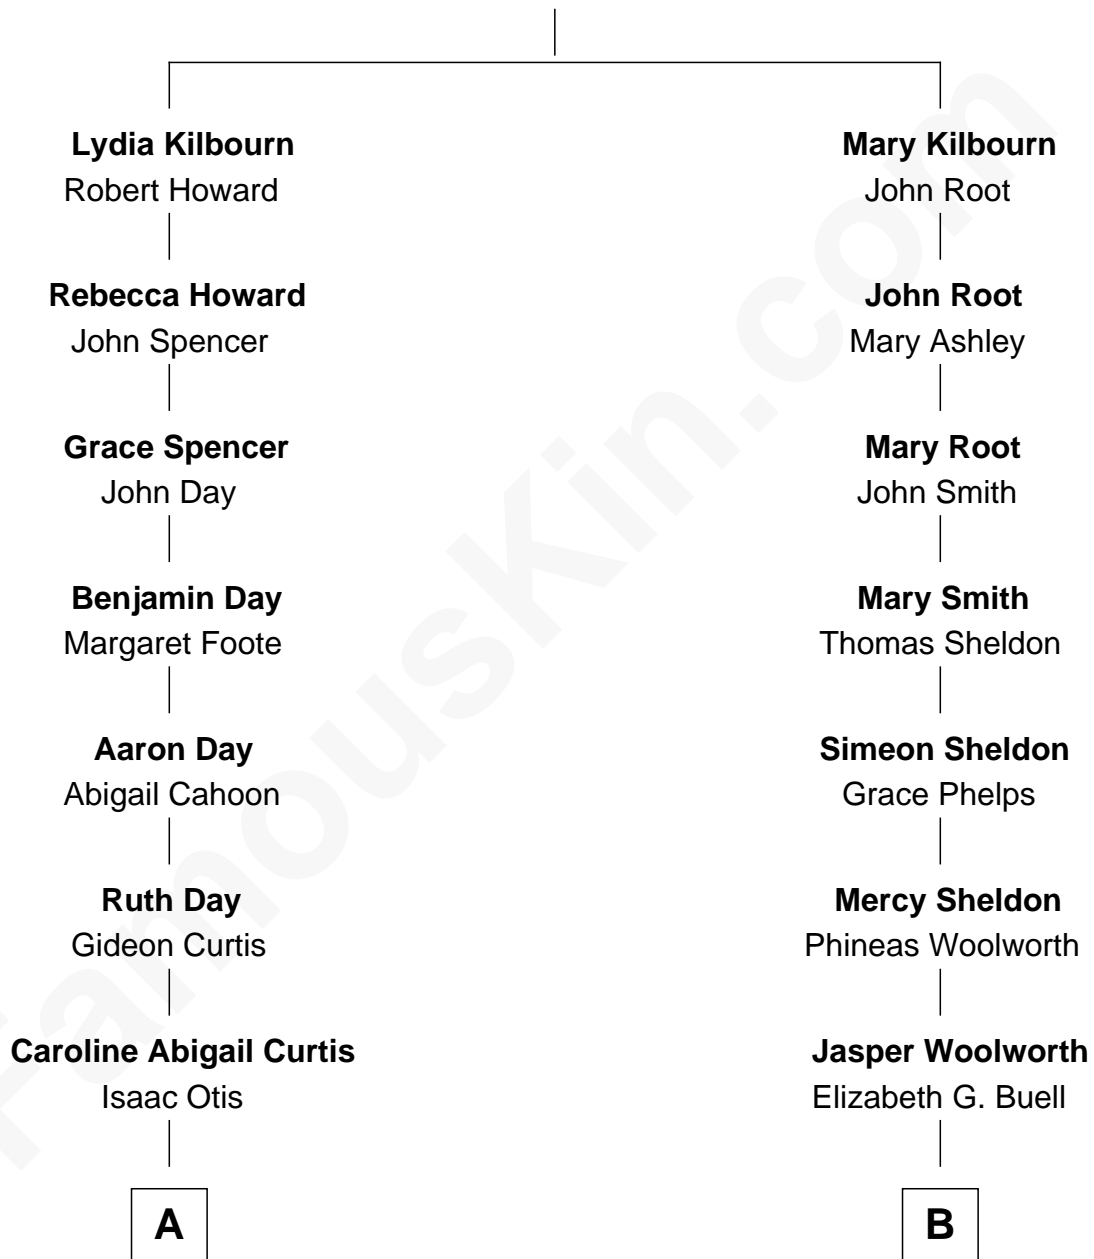 Lydia Kilbourn
Robert Howard
Mary Kilbourn
John Root
Rebecca Howard
John Spencer
John Root
Mary Ashley
Grace Spencer
John Day
Mary Root
John Smith
Benjamin Day
Margaret Foote
Mary Smith
Thomas Sheldon
Aaron Day
Abigail Cahoon
Simeon Sheldon
Grace Phelps
Ruth Day
Gideon Curtis
Mercy Sheldon
Phineas Woolworth
Caroline Abigail Curtis
Isaac Otis
Jasper Woolworth
Elizabeth G. Buell
A
B
FamousKin.com